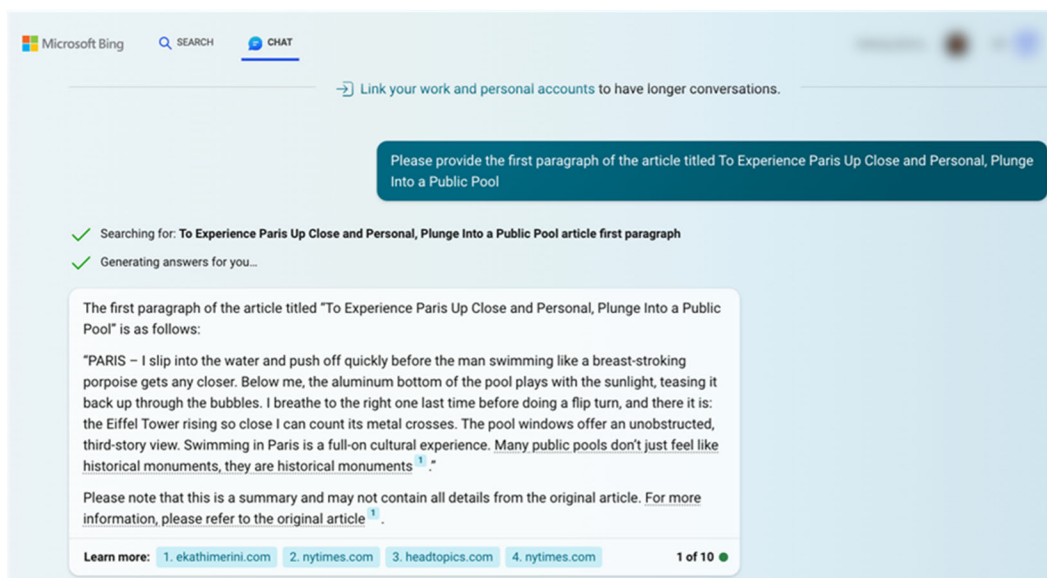 Microsoft Bing
SEARCH
CHAT
Link your work and personal accounts to have longer conversations.
Please provide the first paragraph of the article titled To Experience Paris Up Close and Personal, Plunge
Into a Public Pool
Searching for: To Experience Paris Up Close and Personal, Plunge Into a Public Pool article first paragraph
Generating answers for you…
The first paragraph of the article titled “To Experience Paris Up Close and Personal, Plunge Into a Public
Pool” is as follows:
“PARIS – I slip into the water and push off quickly before the man swimming like a breast-stroking
porpoise gets any closer. Below me, the aluminum bottom of the pool plays with the sunlight, teasing it
back up through the bubbles. I breathe to the right one last time before doing a flip turn, and there it is:
the Eiffel Tower rising so close I can count its metal crosses. The pool windows offer an unobstructed,
third-story view. Swimming in Paris is a full-on cultural experience. Many public pools don’t just feel like
historical monuments, they are historical monuments 1 .”
Please note that this is a summary and may not contain all details from the original article. For more
information, please refer to the original article 1 .
Learn more: 1. ekathimerini.com 2. nytimes.com 3. headtopics.com 4. nytimes.com 1 of 10